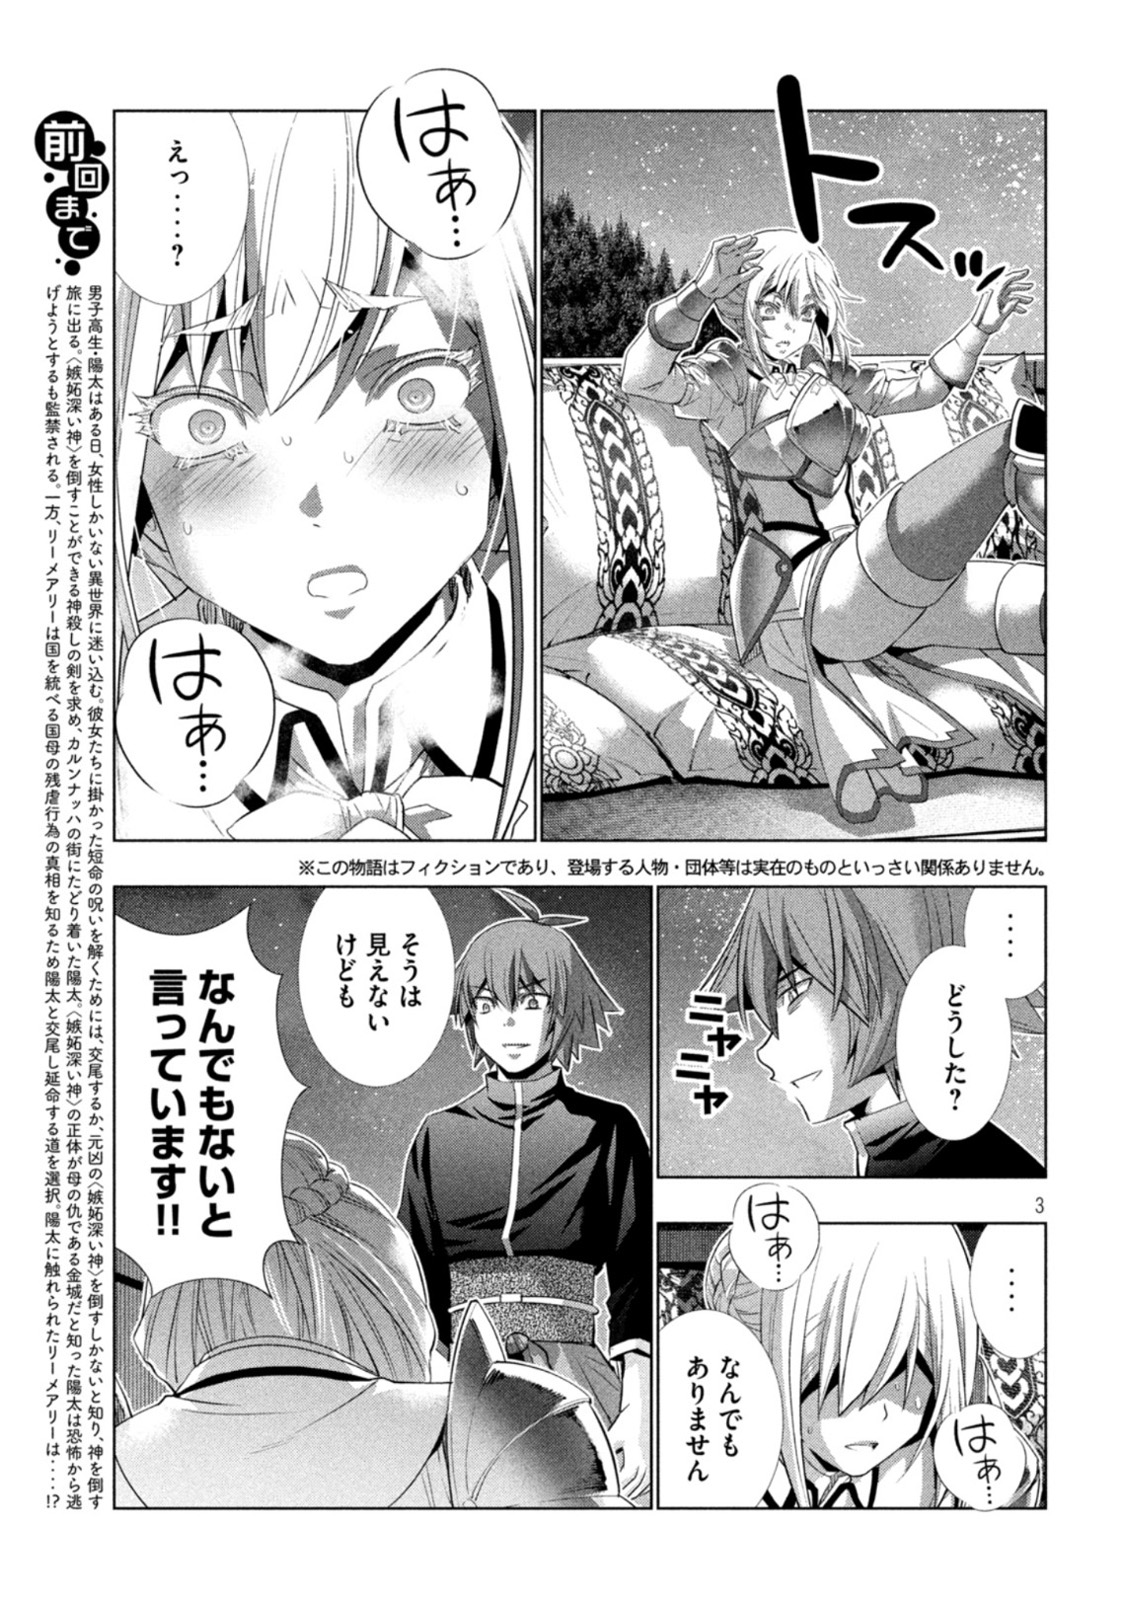 トスッ
はぁ…
えっ……？
はぁ…
※この物語はフィクションであり、登場する人物・団体等は実在のものといっさい関係ありません。
‥‥
どうした？
ニャニャ
‥‥
はぁ…
なんでも
ありません
はぁ…
そうは
見えない
けども
なんでもないと
言っています!!
3
前回まで
男子高生・陽太はある日、女性しかいない異世界に迷い込む。彼女たちに掛かった短命の呪いを解くためには、交尾するか、元凶の〈嫉妬深い神〉を倒すしかないと知り、神を倒す
旅に出る。〈嫉妬深い神〉を倒すことができる神殺しの剣を求め、カルンナッハの街にたどり着いた陽太。〈嫉妬深い神〉の正体が母の仇である金城だと知った陽太は恐怖から逃
げようとするも監禁される。一方、リーメアリーは国を統べる国母の残虐行為の真相を知るため陽太と交尾し延命する道を選択。陽太に触れられたリーメアリーは‥‥!?